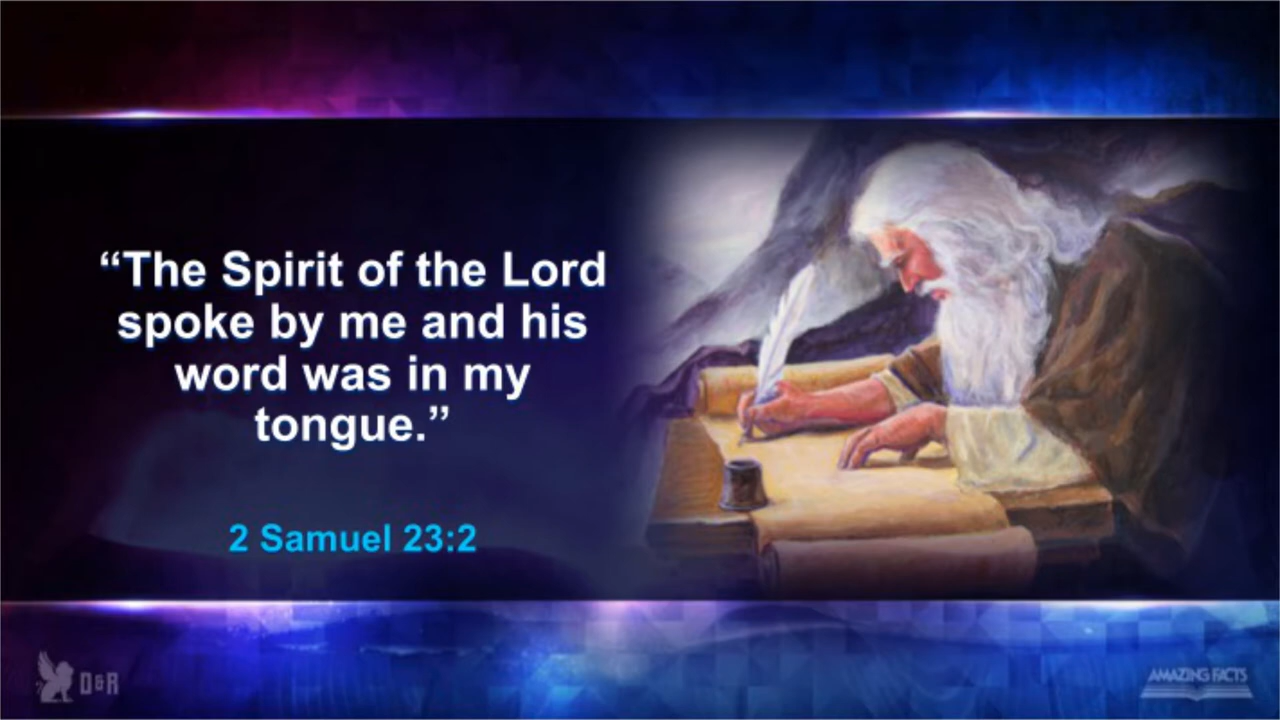 “The Spirit of the Lord
spoke by me and his
word was in my
tongue.”
2 Samuel 23:2
D&R
AMAZING FACTS